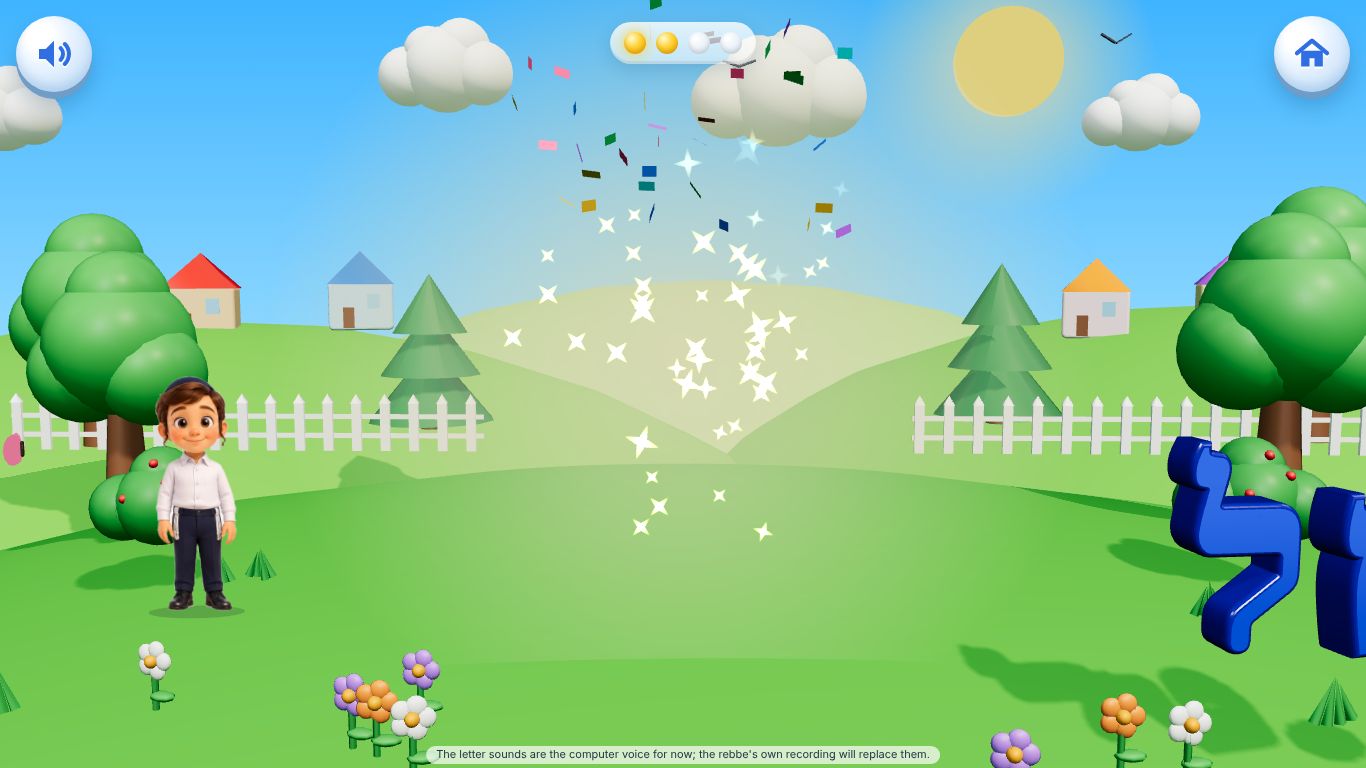 ל
The letter sounds are the computer voice for now; the rebbe's own recording will replace them.